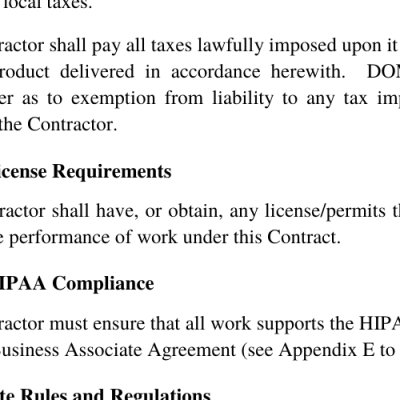 local taxes.
ractor shall pay all taxes lawfully imposed upon it
roduct delivered in accordance herewith. DOM
er as to exemption from liability to any tax imp
the Contractor.
icense Requirements
ractor shall have, or obtain, any license/permits th
e performance of work under this Contract.
IPAA Compliance
ractor must ensure that all work supports the HIPA
Business Associate Agreement (see Appendix E to
te Rules and Regulations